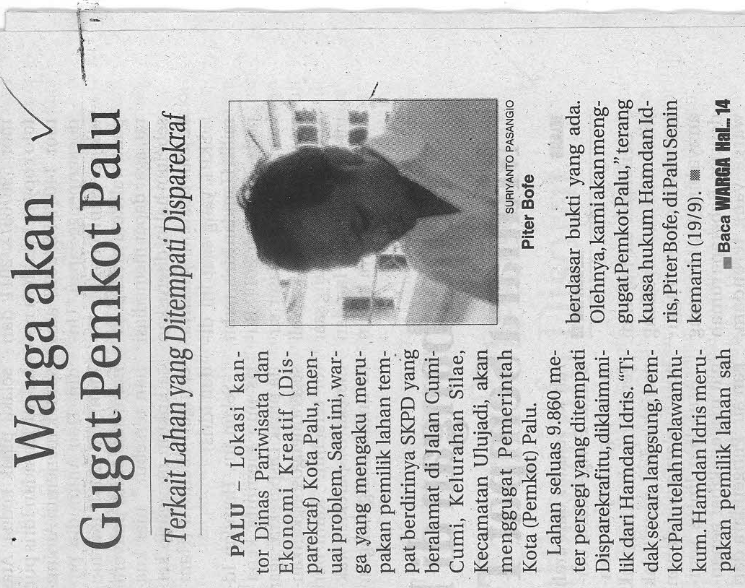 Warga akan
Gugat Pemkot Palu
Terkait Lahan yang Ditempati Disparekraf
PALU – Lokasi kan-
tor Dinas Pariwisata dan
Ekonomi Kreatif (Dis-
parekraf) Kota Palu, men-
uai problem. Saat ini, war-
ga yang mengaku meru-
pakan pemilik lahan tem-
pat berdirinya SKPD yang
beralamat di Jalan Cumi-
Cumi, Kelurahan Silae,
Kecamatan Ulujadi, akan
menggugat Pemerintah
Kota (Pemkot) Palu.
Lahan seluas 9.860 me-
ter persegi yang ditempati
Disparekraf itu, diklaim mi-
lik dari Hamdan Idris. “Ti-
dak secara langsung, Pem-
kot Palu telah melawan hu-
kum. Hamdan Idris meru-
pakan pemilik lahan sah
SURIYANTO PASANGIO
Piter Bofe
berdasar bukti yang ada.
Olehnya, kami akan meng-
gugat Pemkot Palu,” terang
kuasa hukum Hamdan Id-
ris, Piter Bofe, di Palu Senin
kemarin (19/9). ■
■ Baca WARGA Hal... 14